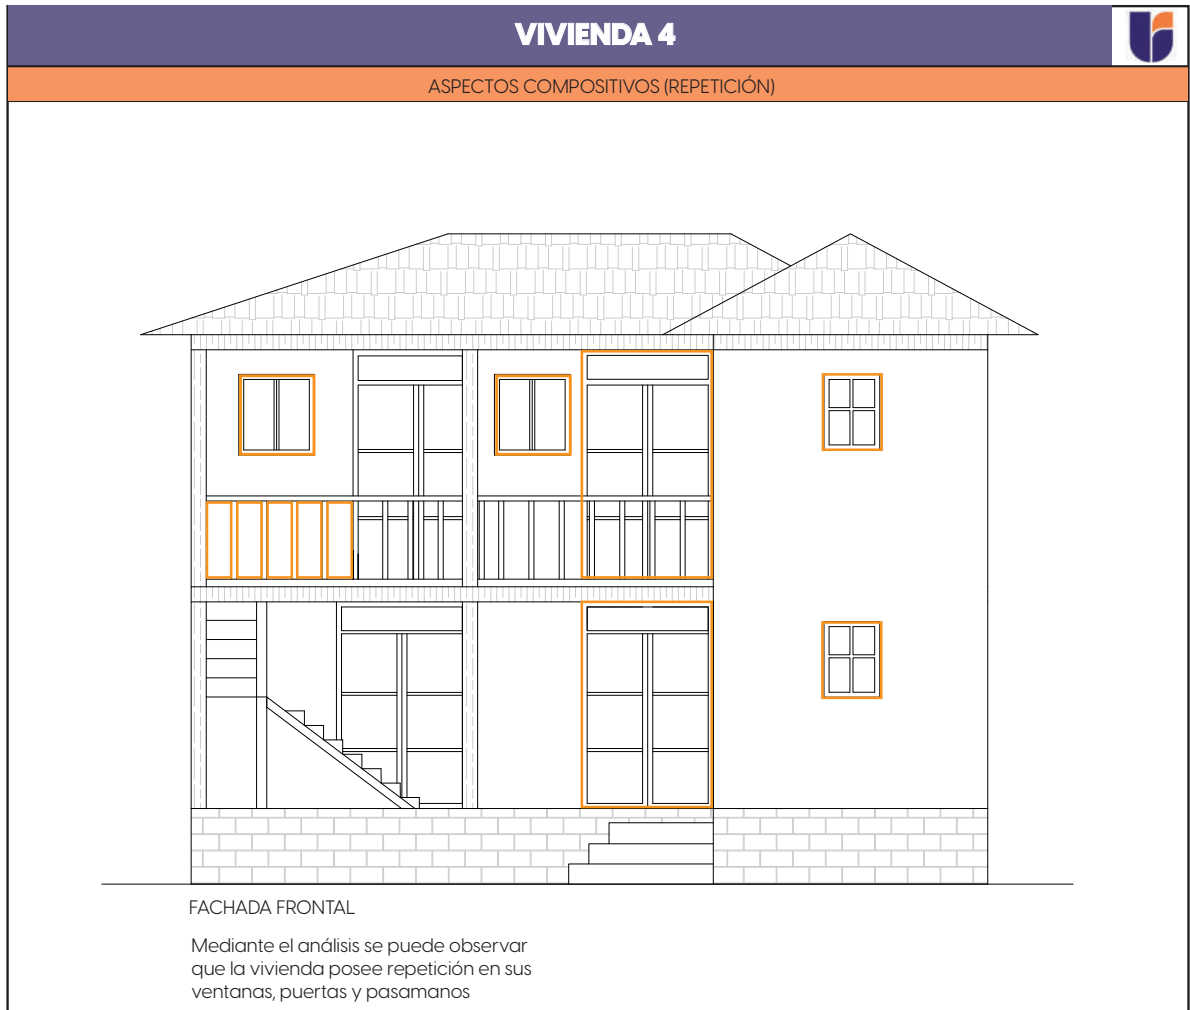 VIVIENDA 4
ASPECTOS COMPOSITIVOS (REPETICIÓN)
FACHADA FRONTAL
Mediante el análisis se puede observar
que la vivienda posee repetición en sus
ventanas, puertas y pasamanos